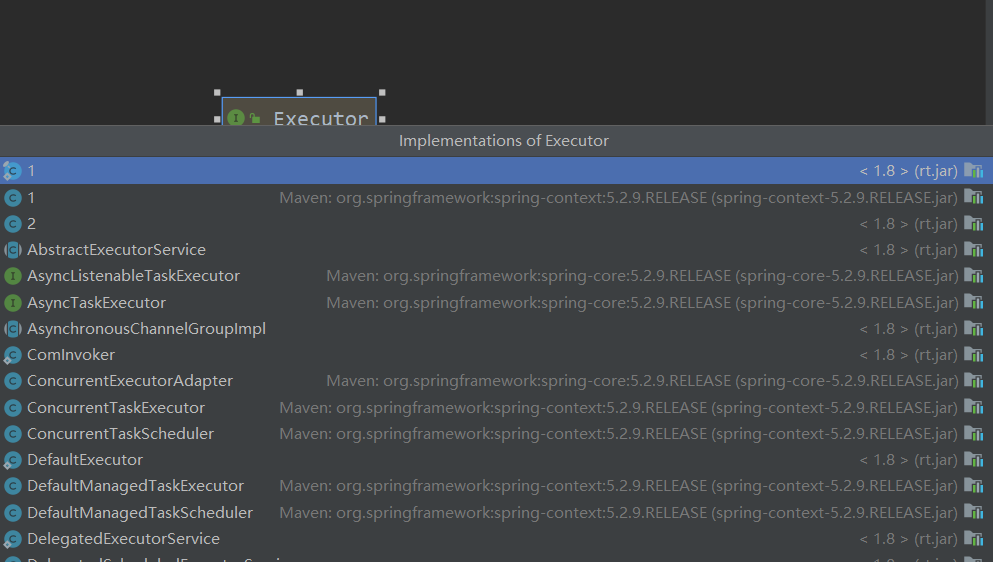 Executor
Implementations of Executor
1 < 1.8 > (rt.jar)
1 Maven: org.springframework:spring-context:5.2.9.RELEASE (spring-context-5.2.9.RELEASE.jar)
2 < 1.8 > (rt.jar)
AbstractExecutorService < 1.8 > (rt.jar)
AsyncListenableTaskExecutor Maven: org.springframework:spring-core:5.2.9.RELEASE (spring-core-5.2.9.RELEASE.jar)
AsyncTaskExecutor Maven: org.springframework:spring-core:5.2.9.RELEASE (spring-core-5.2.9.RELEASE.jar)
AsynchronousChannelGroupImpl < 1.8 > (rt.jar)
ComInvoker < 1.8 > (rt.jar)
ConcurrentExecutorAdapter Maven: org.springframework:spring-core:5.2.9.RELEASE (spring-core-5.2.9.RELEASE.jar)
ConcurrentTaskExecutor Maven: org.springframework:spring-context:5.2.9.RELEASE (spring-context-5.2.9.RELEASE.jar)
ConcurrentTaskScheduler Maven: org.springframework:spring-context:5.2.9.RELEASE (spring-context-5.2.9.RELEASE.jar)
DefaultExecutor < 1.8 > (rt.jar)
DefaultManagedTaskExecutor Maven: org.springframework:spring-context:5.2.9.RELEASE (spring-context-5.2.9.RELEASE.jar)
DefaultManagedTaskScheduler Maven: org.springframework:spring-context:5.2.9.RELEASE (spring-context-5.2.9.RELEASE.jar)
DelegatedExecutorService < 1.8 > (rt.jar)